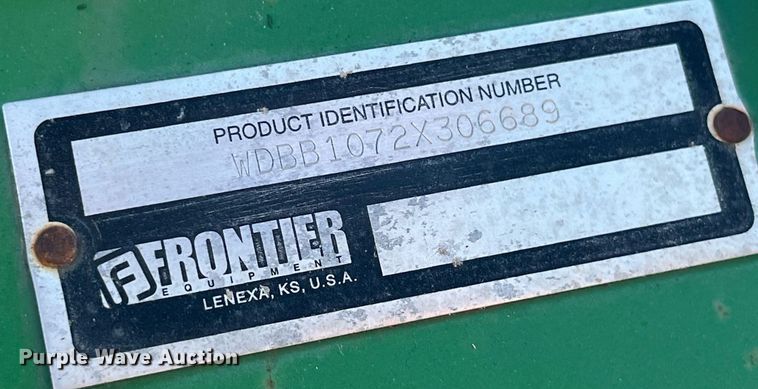 PRODUCT IDENTIFICATION NUMBER
WDBB1072X306689
F FRONTIER
EQUIPMENT
LENEXA, KS, U.S.A.
Purple Wave Auction